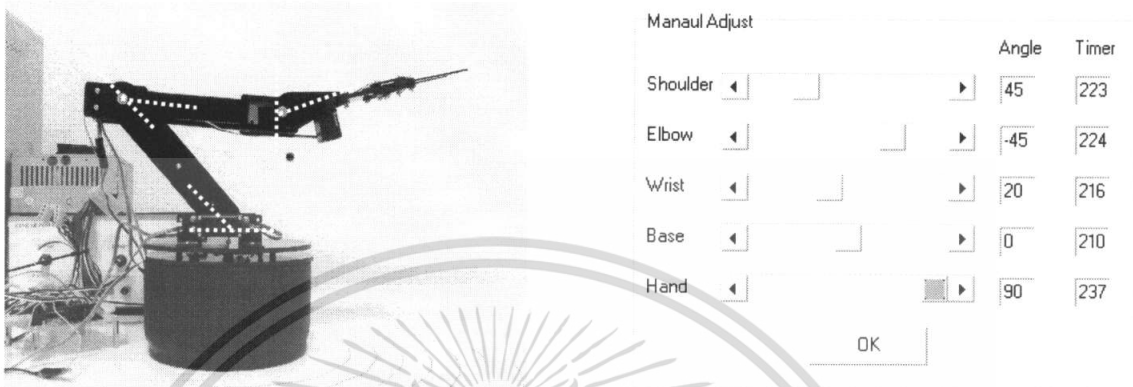 Manaul Adjust
Angle Timer
Shoulder 45 223
Elbow -45 224
Wrist 20 216
Base 0 210
Hand 90 237
OK